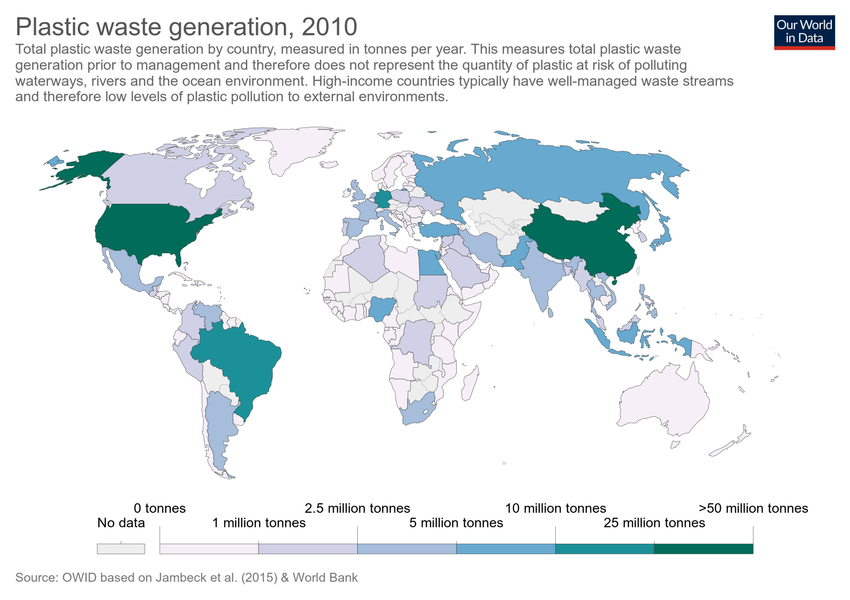 Plastic waste generation, 2010
Our World
in Data
Total plastic waste generation by country, measured in tonnes per year. This measures total plastic waste
generation prior to management and therefore does not represent the quantity of plastic at risk of polluting
waterways, rivers and the ocean environment. High-income countries typically have well-managed waste streams
and therefore low levels of plastic pollution to external environments.
0 tonnes 2.5 million tonnes 10 million tonnes >50 million tonnes
No data 1 million tonnes 5 million tonnes 25 million tonnes
Source: OWID based on Jambeck et al. (2015) & World Bank